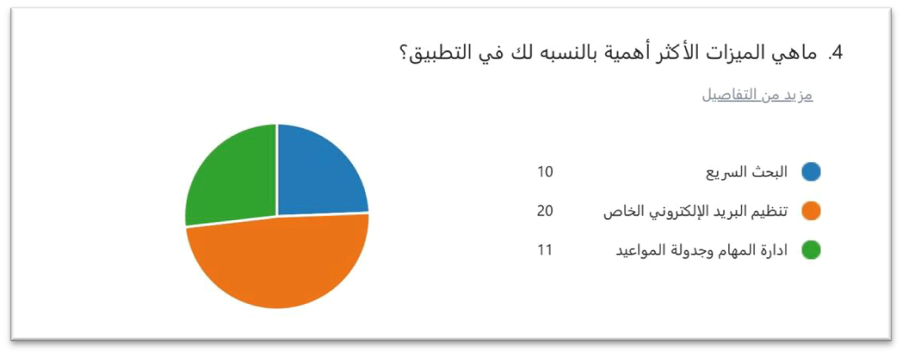 4. ماهي الميزات الأكثر أهمية بالنسبه لك في التطبيق؟
مزيد من التفاصيل
البحث السريع 10
تنظيم البريد الإلكتروني الخاص 20
ادارة المهام وجدولة المواعيد 11